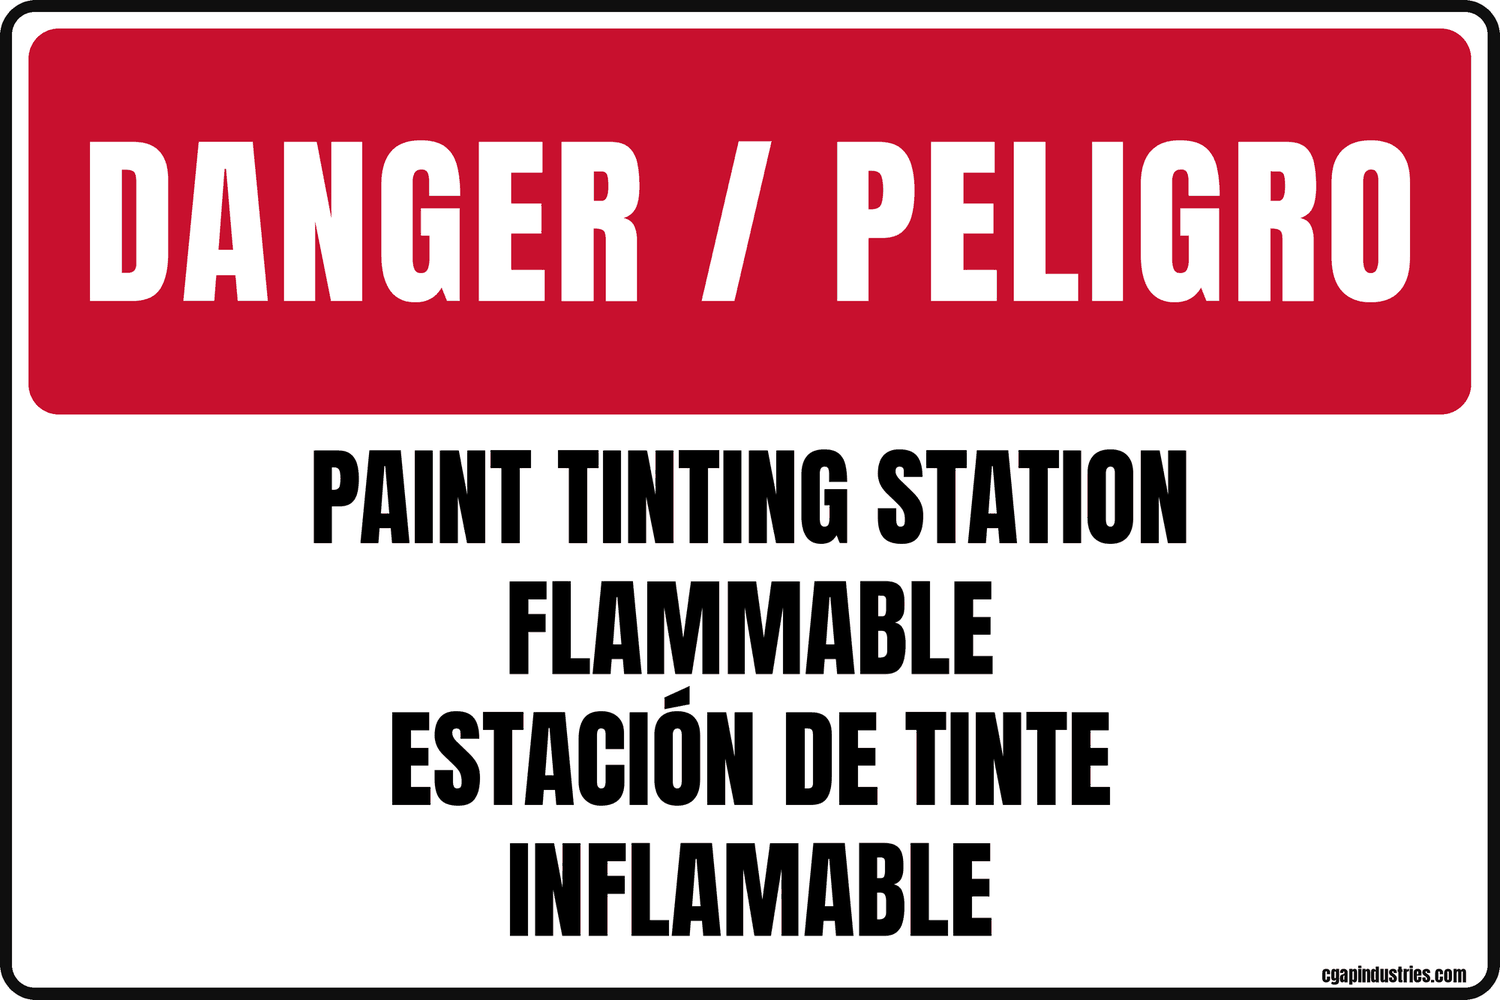 DANGER / PELIGRO
PAINT TINTING STATION
FLAMMABLE
ESTACIÓN DE TINTE
INFLAMABLE
cgapindustries.com